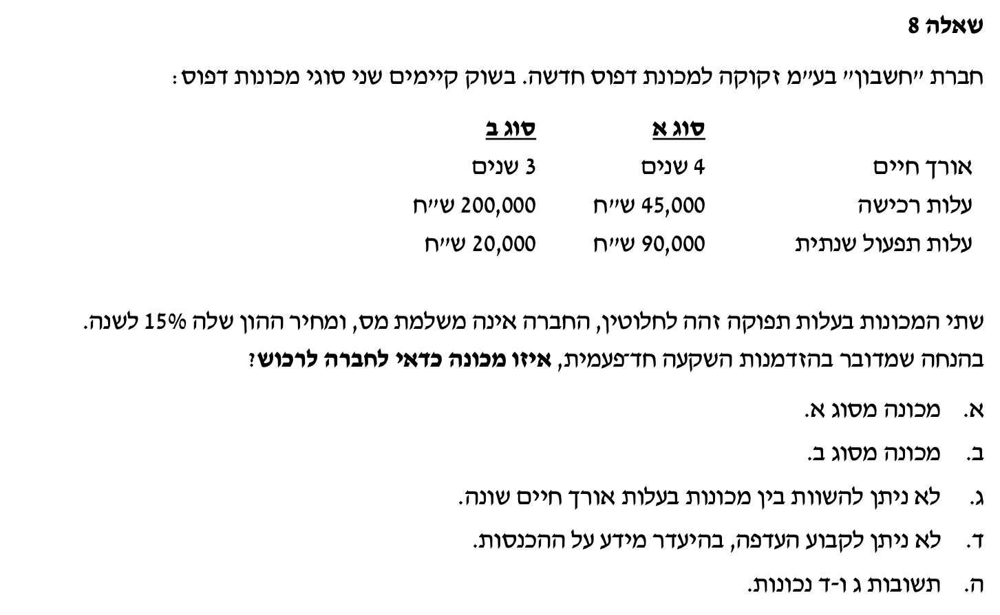 שאלה 8
חברת "חשבון" בע"מ זקוקה למכונת דפוס חדשה. בשוק קיימים שני סוגי מכונות דפוס:
סוג א סוג ב
אורך חיים 4 שנים 3 שנים
עלות רכישה 45,000 ש"ח 200,000 ש"ח
עלות תפעול שנתית 90,000 ש"ח 20,000 ש"ח
שתי המכונות בעלות תפוקה זהה לחלוטין, החברה אינה משלמת מס, ומחיר ההון שלה 15% לשנה.
בהנחה שמדובר בהזדמנות השקעה חד־פעמית, איזו מכונה כדאי לחברה לרכוש?
א. מכונה מסוג א.
ב. מכונה מסוג ב.
ג. לא ניתן להשוות בין מכונות בעלות אורך חיים שונה.
ד. לא ניתן לקבוע העדפה, בהיעדר מידע על ההכנסות.
ה. תשובות ג ו-ד נכונות.